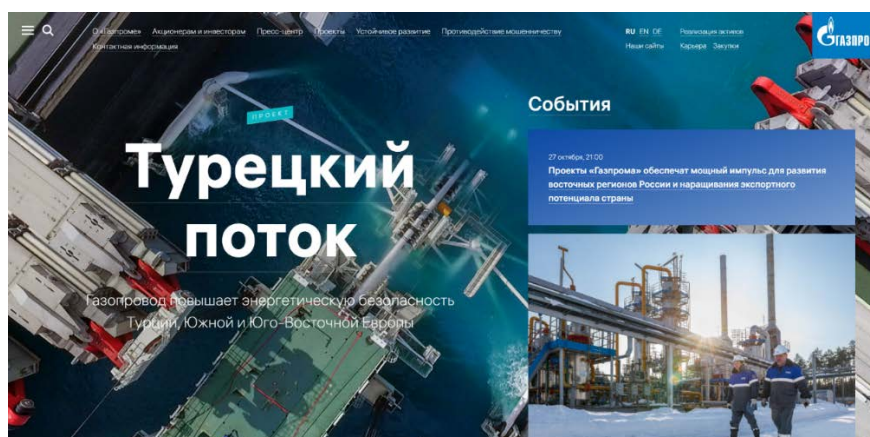 О «Газпроме» Акционерам и инвесторам Пресс-центр Проекты Устойчивое развитие Противодействие мошенничеству
Контактная информация
RU EN DE
Наши сайты
Реализация активов
Карьера Закупки
ГАЗПРО
ПРОЕКТ
Турецкий
поток
Газопровод повышает энергетическую безопасность
Турции, Южной и Юго-Восточной Европы
События
27 октября, 21:00
Проекты «Газпрома» обеспечат мощный импульс для развития
восточных регионов России и наращивания экспортного
потенциала страны